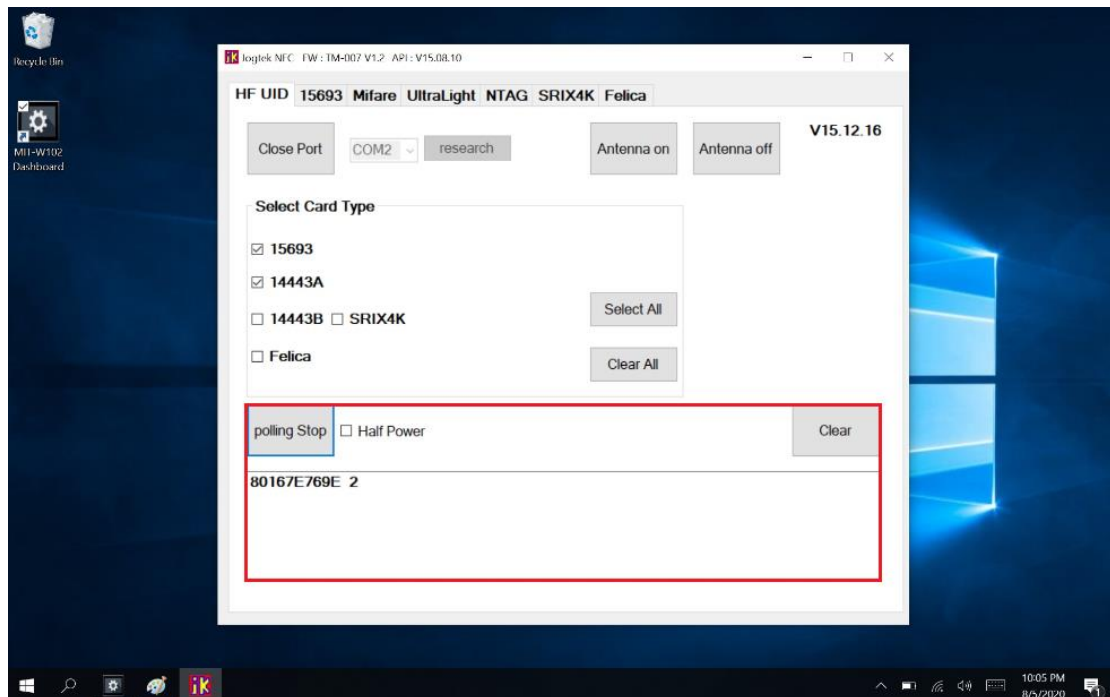 Recycle Bin
MIT-W102
Dashboard
logtek NFC FW : TM-007 V1.2 API : V15.08.10
HF UID 15693 Mifare UltraLight NTAG SRIX4K Felica
V15.12.16
Close Port COM2 research Antenna on Antenna off
Select Card Type
15693
14443A
14443B SRIX4K
Select All
Felica
Clear All
polling Stop Half Power Clear
80167E769E 2
10:05 PM
8/5/2020